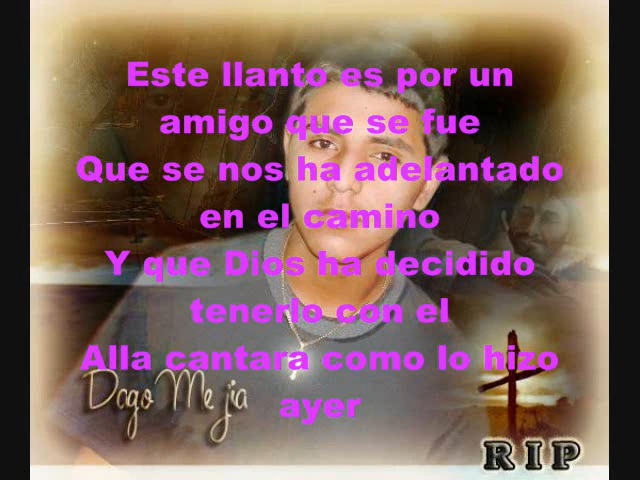 Este llanto es por un
amigo que se fue
Que se nos ha adelantado
en el camino
Y que Dios ha decidido
tenerlo con el
Alla cantara como lo hizo
ayer
Dago Mejia
R I P